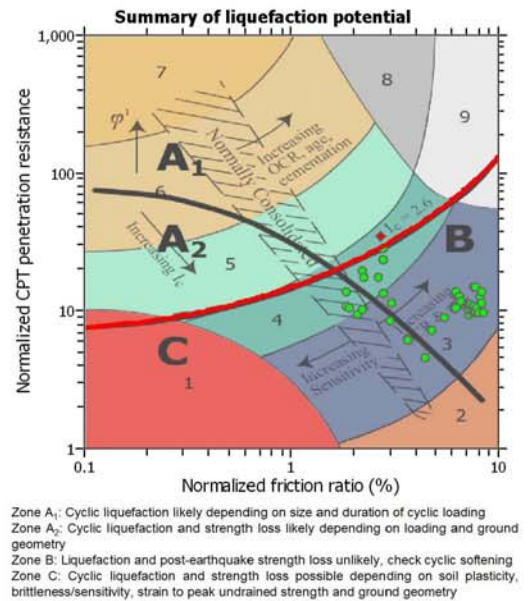 Summary of liquefaction potential
1,000
100
10
1
Normalized CPT penetration resistance
7
8
9
φ'
Increasing
OCR, age,
cementation
A1
Normally Consolidated
6
A2
Increasing Ic
5
Ic = 2.6
B
4
C
1
Increasing
Sensitivity
Increasing
3
2
0.1
1
10
Normalized friction ratio (%)
Zone A1: Cyclic liquefaction likely depending on size and duration of cyclic loading
Zone A2: Cyclic liquefaction and strength loss likely depending on loading and ground
geometry
Zone B: Liquefaction and post-earthquake strength loss unlikely, check cyclic softening
Zone C: Cyclic liquefaction and strength loss possible depending on soil plasticity,
brittleness/sensitivity, strain to peak undrained strength and ground geometry